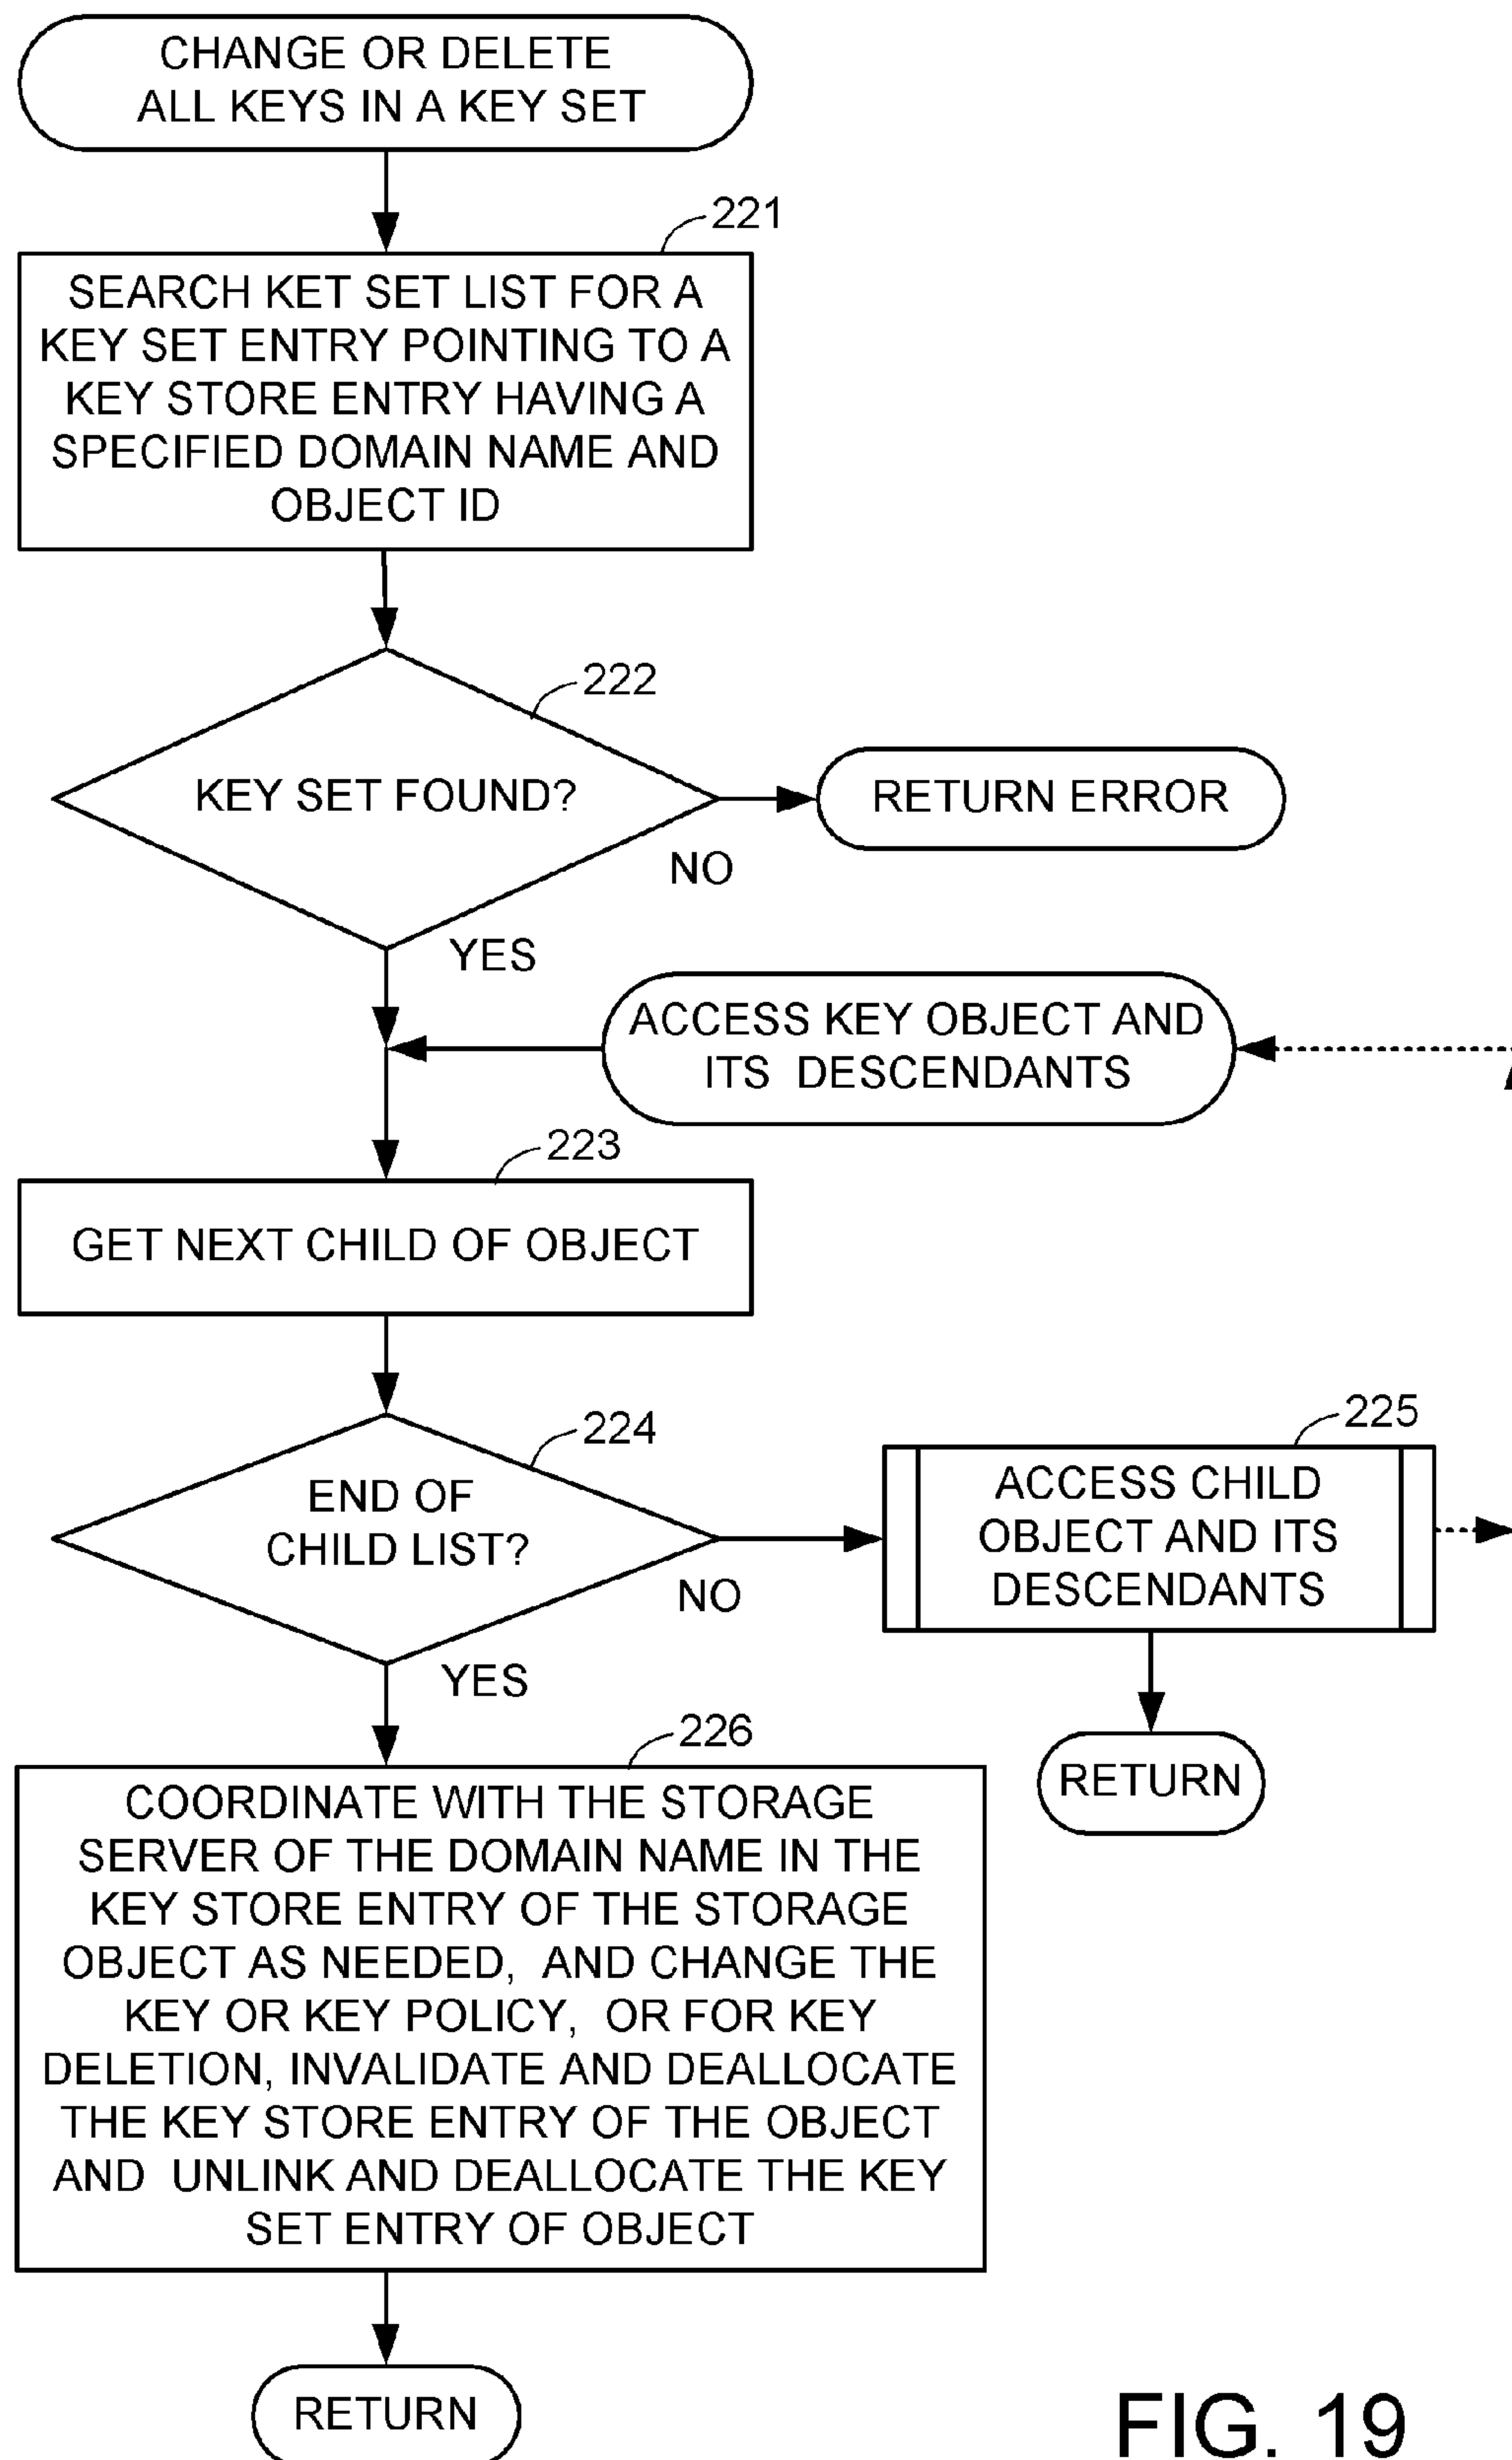 CHANGE OR DELETE
ALL KEYS IN A KEY SET
221
SEARCH KET SET LIST FOR A
KEY SET ENTRY POINTING TO A
KEY STORE ENTRY HAVING A
SPECIFIED DOMAIN NAME AND
OBJECT ID
222
KEY SET FOUND?
RETURN ERROR
NO
YES
ACCESS KEY OBJECT AND
ITS DESCENDANTS
223
GET NEXT CHILD OF OBJECT
224
END OF
CHILD LIST?
NO
YES
225
ACCESS CHILD
OBJECT AND ITS
DESCENDANTS
RETURN
226
COORDINATE WITH THE STORAGE
SERVER OF THE DOMAIN NAME IN THE
KEY STORE ENTRY OF THE STORAGE
OBJECT AS NEEDED, AND CHANGE THE
KEY OR KEY POLICY, OR FOR KEY
DELETION, INVALIDATE AND DEALLOCATE
THE KEY STORE ENTRY OF THE OBJECT
AND UNLINK AND DEALLOCATE THE KEY
SET ENTRY OF OBJECT
RETURN
FIG. 19